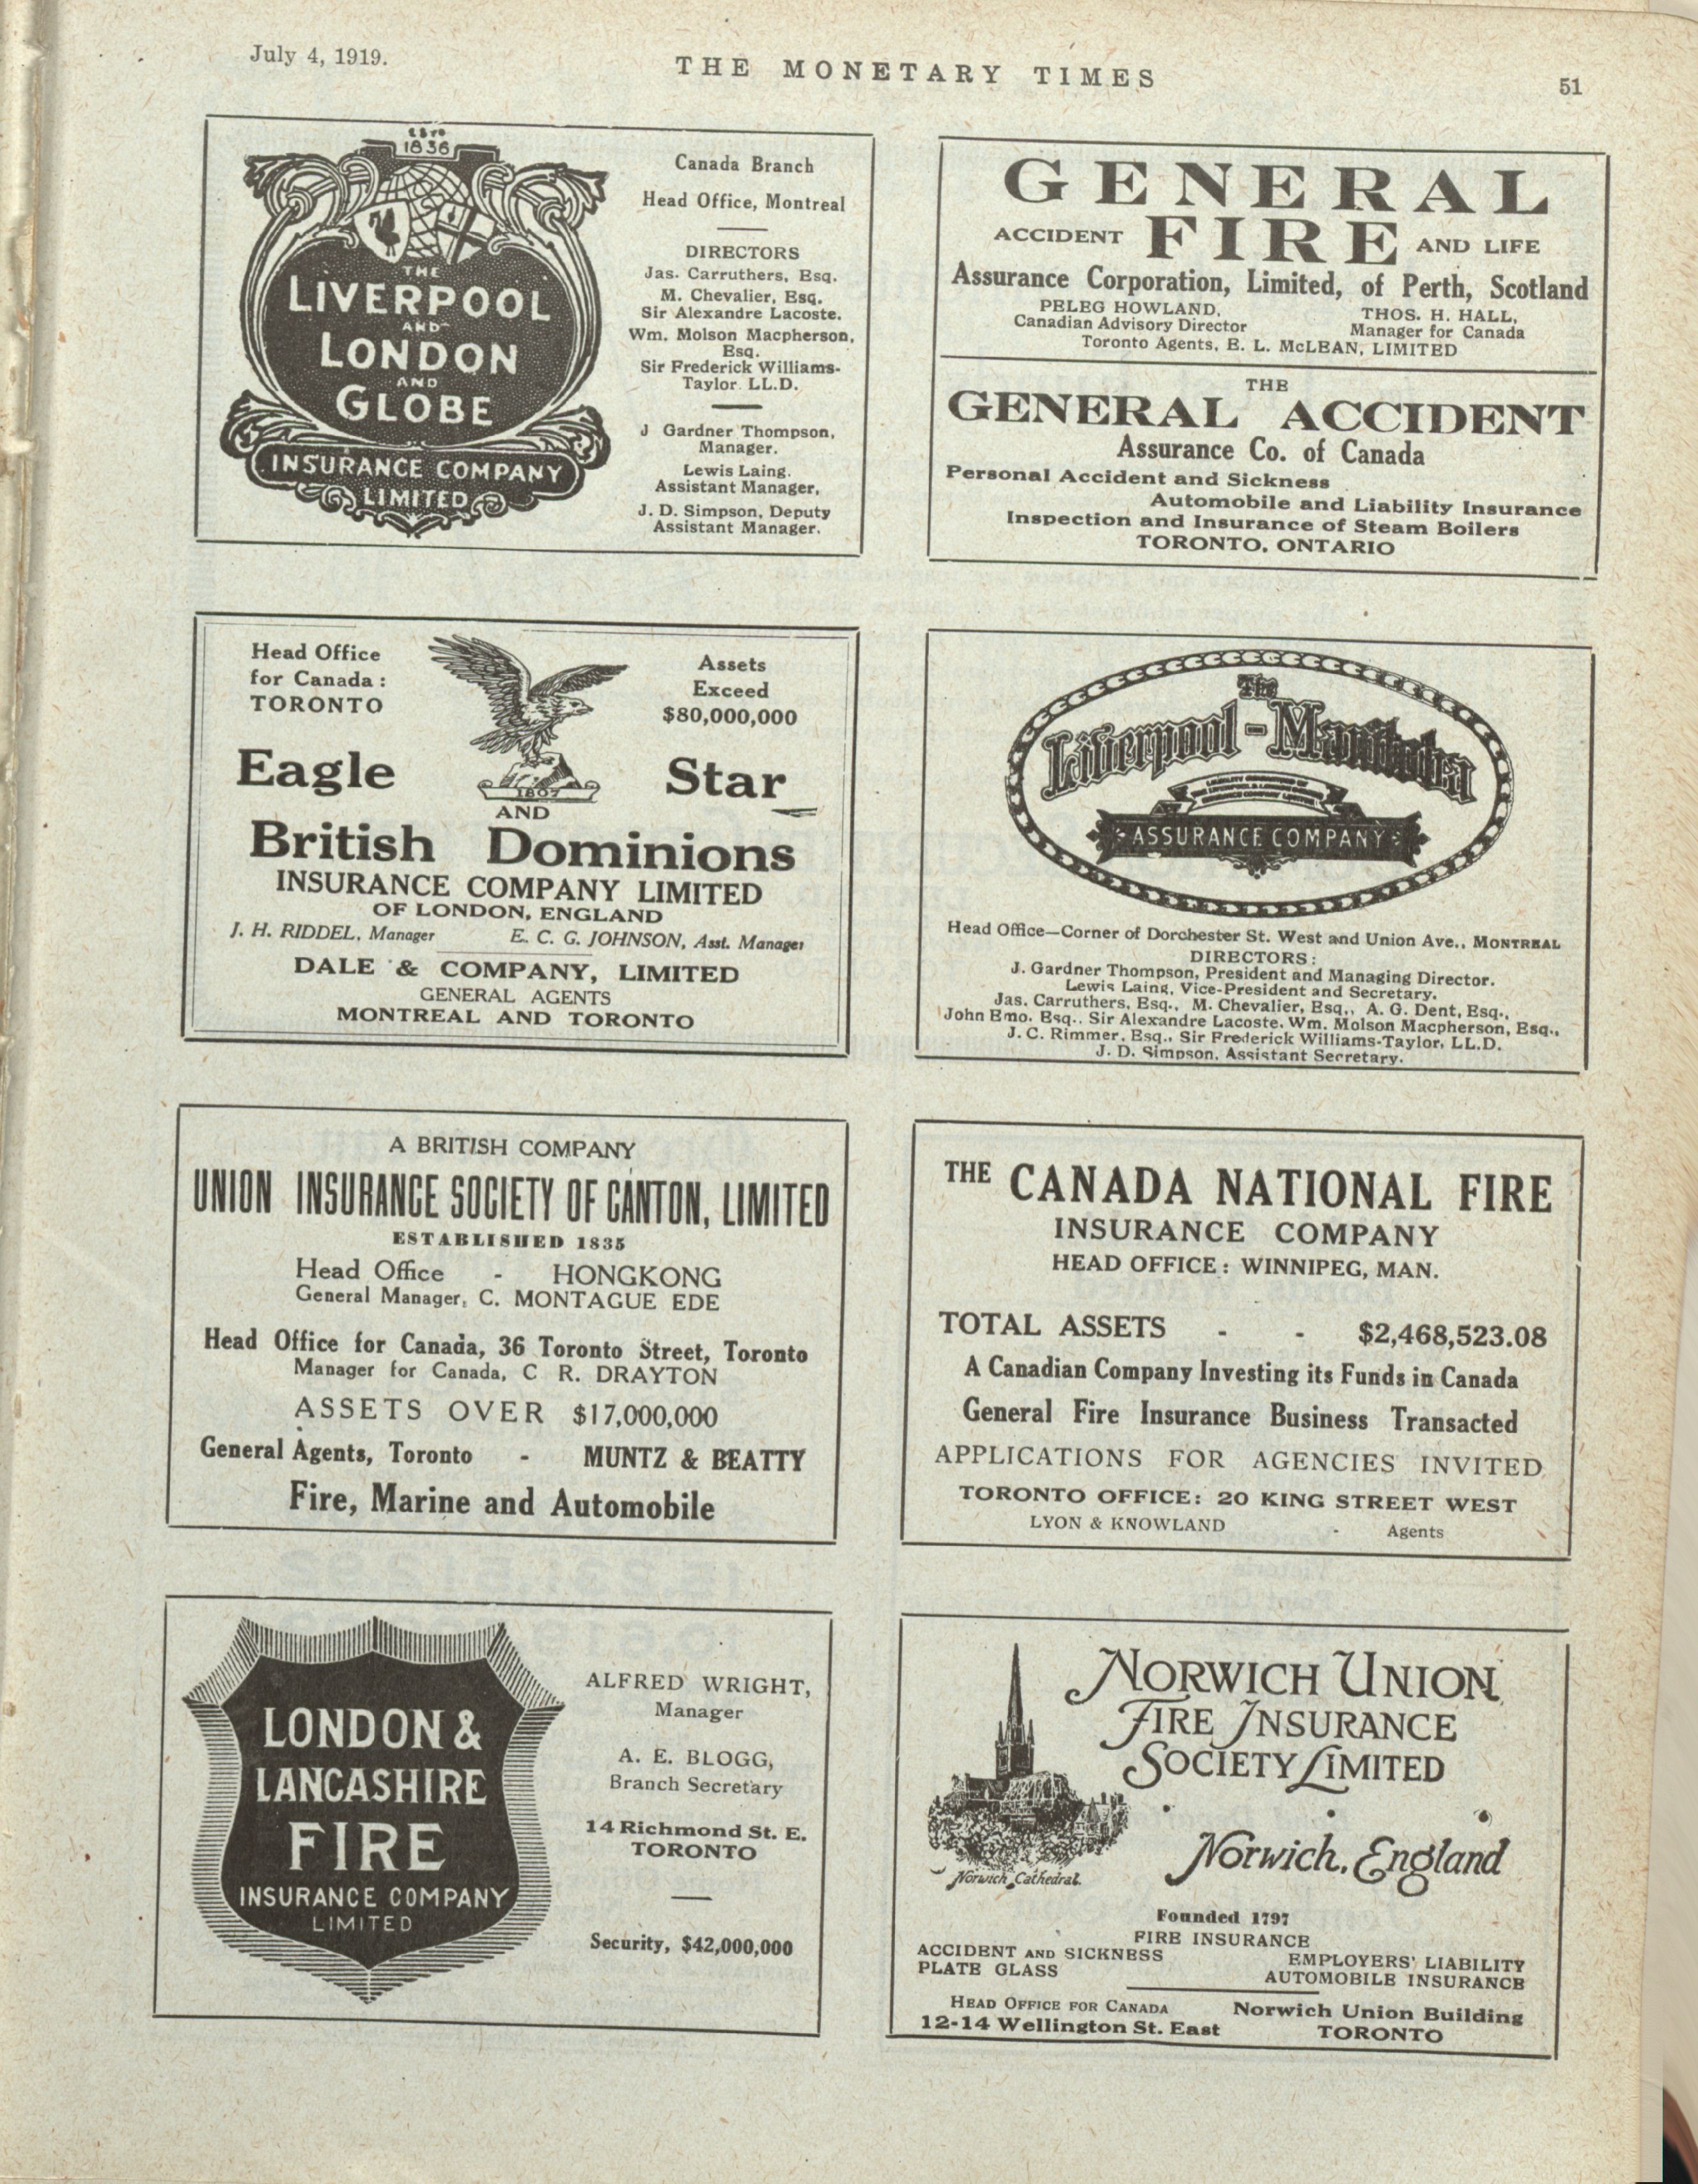 July 4, 1919.
THE MONETARY TIMES
51
ESTD
1836
THE
LIVERPOOL
AND
LONDON
AND
GLOBE
INSURANCE COMPANY
LIMITED
Canada Branch
Head Office, Montreal
DIRECTORS
Jas. Carruthers, Esq.
M. Chevalier, Esq.
Sir Alexandre Lacoste.
Wm. Molson Macpherson,
Esq.
Sir Frederick Williams-
Taylor LL.D.
J Gardner Thompson,
Manager.
Lewis Laing.
Assistant Manager,
J. D. Simpson, Deputy
Assistant Manager.
GENERAL
ACCIDENT FIRE AND LIFE
Assurance Corporation, Limited, of Perth, Scotland
PELEG HOWLAND, THOS. H. HALL,
Canadian Advisory Director Manager for Canada
Toronto Agents, E. L. McLEAN, LIMITED
THE
GENERAL ACCIDENT
Assurance Co. of Canada
Personal Accident and Sickness
Automobile and Liability Insurance
Inspection and Insurance of Steam Boilers
TORONTO, ONTARIO
Head Office
for Canada:
TORONTO
Assets
Exceed
$80,000,000
Eagle Star
1807
AND
British Dominions
INSURANCE COMPANY LIMITED
OF LONDON, ENGLAND
J. H. RIDDEL, Manager E. C. G. JOHNSON, Asst. Manager
DALE & COMPANY, LIMITED
GENERAL AGENTS
MONTREAL AND TORONTO
The
Liverpool-Manitoba
ASSURANCE COMPANY
Head Office—Corner of Dorchester St. West and Union Ave., MONTREAL
DIRECTORS:
J. Gardner Thompson, President and Managing Director.
Lewis Laing, Vice-President and Secretary.
Jas. Carruthers, Esq., M. Chevalier, Esq., A. G. Dent, Esq.,
John Emo. Esq., Sir Alexandre Lacoste, Wm. Molson Macpherson, Esq.,
J. C. Rimmer, Esq., Sir Frederick Williams-Taylor, LL.D.
J. D. Simpson, Assistant Secretary.
A BRITISH COMPANY
UNION INSURANCE SOCIETY OF CANTON, LIMITED
ESTABLISHED 1835
Head Office - HONGKONG
General Manager, C. MONTAGUE EDE
Head Office for Canada, 36 Toronto Street, Toronto
Manager for Canada, C R. DRAYTON
ASSETS OVER $17,000,000
General Agents, Toronto - MUNTZ & BEATTY
Fire, Marine and Automobile
THE CANADA NATIONAL FIRE
INSURANCE COMPANY
HEAD OFFICE: WINNIPEG, MAN.
TOTAL ASSETS - - $2,468,523.08
A Canadian Company Investing its Funds in Canada
General Fire Insurance Business Transacted
APPLICATIONS FOR AGENCIES INVITED
TORONTO OFFICE: 20 KING STREET WEST
LYON & KNOWLAND - Agents
LONDON &
LANCASHIRE
FIRE
INSURANCE COMPANY
LIMITED
ALFRED WRIGHT,
Manager
A. E. BLOGG,
Branch Secretary
14 Richmond St. E.
TORONTO
Security, $42,000,000
NORWICH UNION
FIRE INSURANCE
SOCIETY LIMITED
Norwich, England
Norwich Cathedral.
Founded 1797
FIRE INSURANCE
ACCIDENT AND SICKNESS EMPLOYERS' LIABILITY
PLATE GLASS AUTOMOBILE INSURANCE
HEAD OFFICE FOR CANADA Norwich Union Building
12-14 Wellington St. East TORONTO